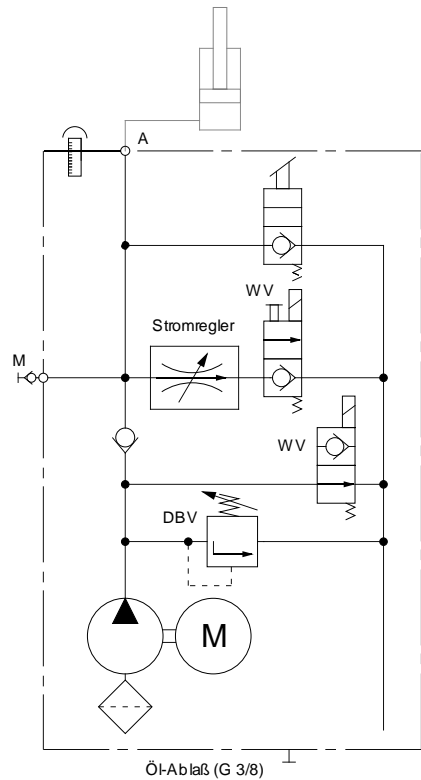 A
WV
Stromregler
M
WV
DBV
M
Öl-Ablaß (G 3/8)